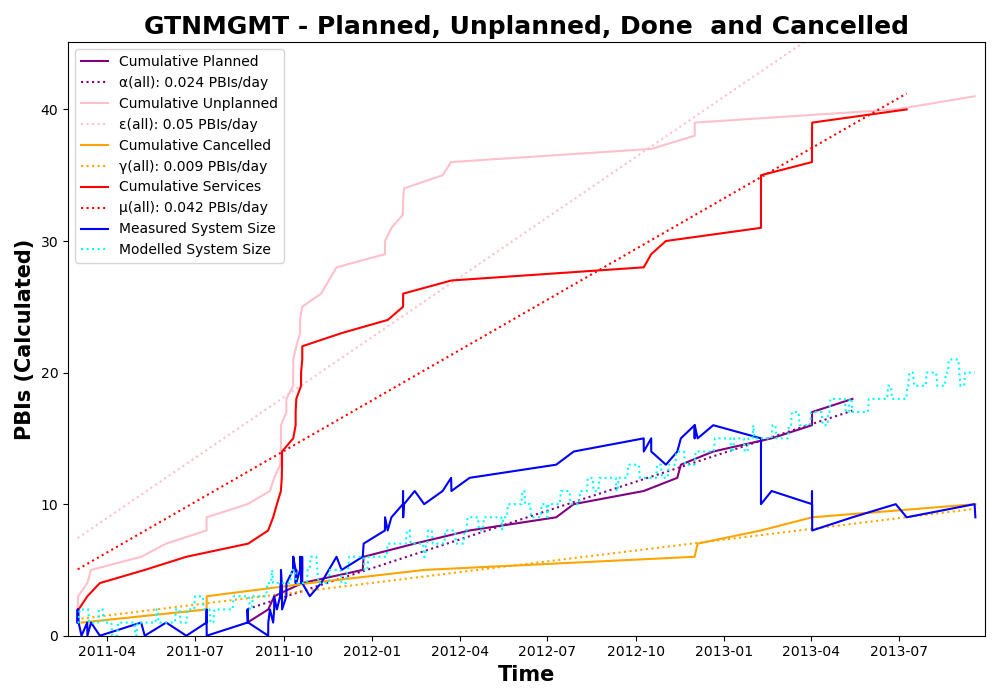 GTNMGMT - Planned, Unplanned, Done  and Cancelled
Cumulative Planned
α(all): 0.024 PBIs/day
Cumulative Unplanned
ε(all): 0.05 PBIs/day
Cumulative Cancelled
γ(all): 0.009 PBIs/day
Cumulative Services
μ(all): 0.042 PBIs/day
Measured System Size
Modelled System Size
PBIs (Calculated)
40
30
20
10
0
2011-04 2011-07 2011-10 2012-01 2012-04 2012-07 2012-10 2013-01 2013-04 2013-07
Time